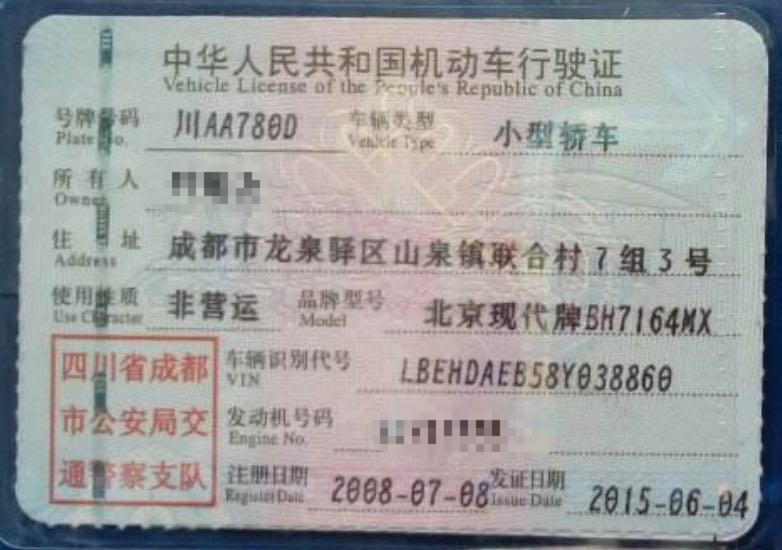 中华人民共和国机动车行驶证
Vehicle License of the People's Republic of China
号牌号码 川AA780D 车辆类型 小型轿车
Plate No. Vehicle Type
所有人
Owner
住址 成都市龙泉驿区山泉镇联合村7组3号
Address
使用性质 非营运 品牌型号 北京现代牌BH7164MX
Use Character Model
四川省成都 车辆识别代号 LBEHDAEB58Y038860
VIN
市公安局交 发动机号码
Engine No.
通警察支队 注册日期 2008-07-08 发证日期 2015-06-04
Register Date Issue Date